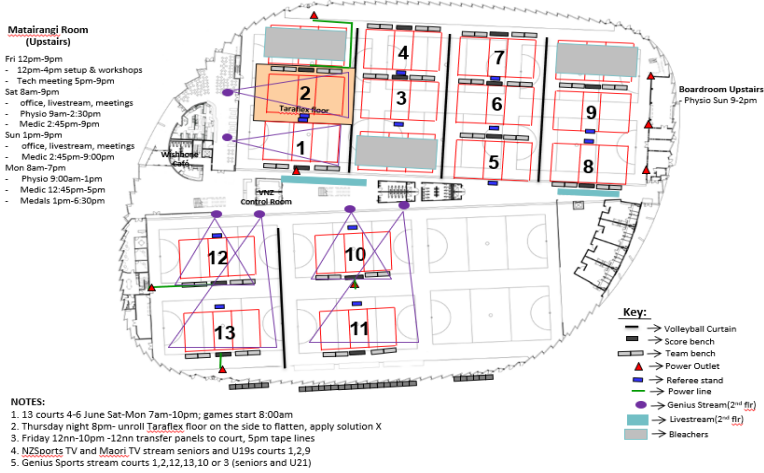 Matairangi Room
(Upstairs)
Fri 12pm-9pm
- 12pm-4pm setup & workshops
- Tech meeting 5pm-9pm
Sat 8am-9pm
- office, livestream, meetings
- Physio 9am-2:30pm
- Medic 2:45pm-9pm
Sun 1pm-9pm
- office, livestream, meetings
- Medic 2:45pm-9:00pm
Mon 8am-7pm
- Physio 9:00am-1pm
- Medic 12:45pm-5pm
- Medals 1pm-6:30pm
4
7
2
Taraflex floor
3
6
9
1
5
8
Boardroom Upstairs
- Physio Sun 9-2pm
Wishbone
Café
VNZ
Control Room
12
10
13
11
Key:
Volleyball Curtain
Score bench
Team bench
Power Outlet
Referee stand
Power line
Genius Stream(2nd flr)
Livestream(2nd flr)
Bleachers
NOTES:
1. 13 courts 4-6 June Sat-Mon 7am-10pm; games start 8:00am
2. Thursday night 8pm- unroll Taraflex floor on the side to flatten, apply solution X
3. Friday 12nn-10pm -12nn transfer panels to court, 5pm tape lines
4. NZSports TV and Maori TV stream seniors and U19s courts 1,2,9
5. Genius Sports stream courts 1,2,12,13,10 or 3 (seniors and U21)